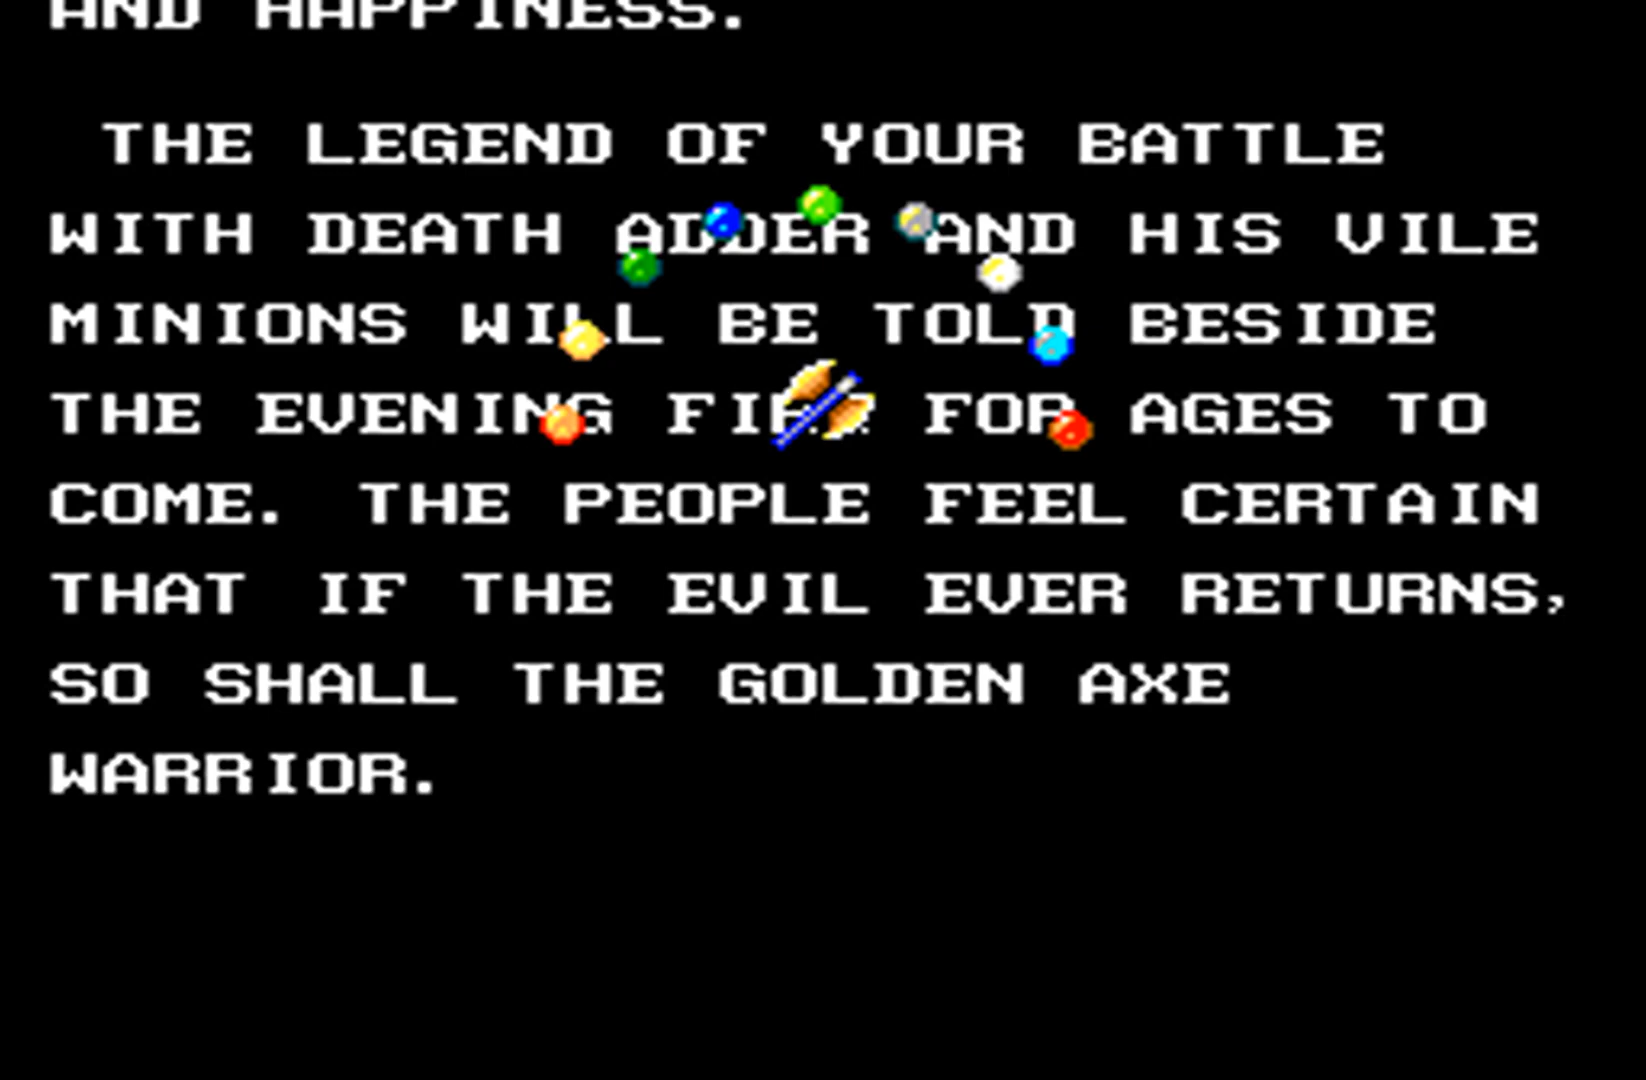 AND HAPPINESS.
THE LEGEND OF YOUR BATTLE
WITH DEATH ADDER AND HIS VILE
MINIONS WILL BE TOLD BESIDE
THE EVENING FIRE FOR AGES TO
COME. THE PEOPLE FEEL CERTAIN
THAT IF THE EVIL EVER RETURNS,
SO SHALL THE GOLDEN AXE
WARRIOR.